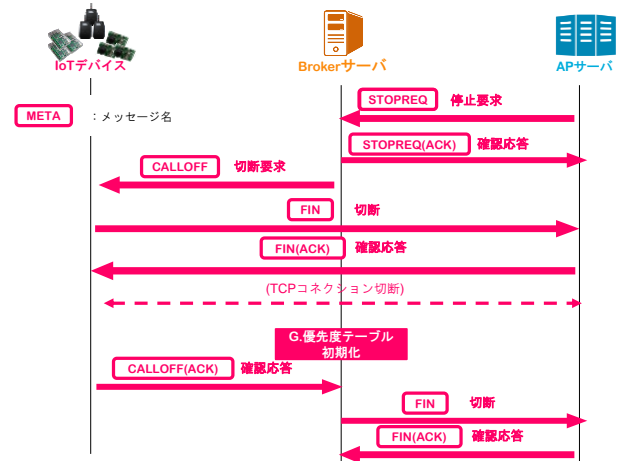 IoTデバイス
Brokerサーバ
APサーバ
STOPREQ 停止要求
META ：メッセージ名
STOPREQ(ACK) 確認応答
CALLOFF 切断要求
FIN 切断
FIN(ACK) 確認応答
(TCPコネクション切断)
G.優先度テーブル
初期化
CALLOFF(ACK) 確認応答
FIN 切断
FIN(ACK) 確認応答